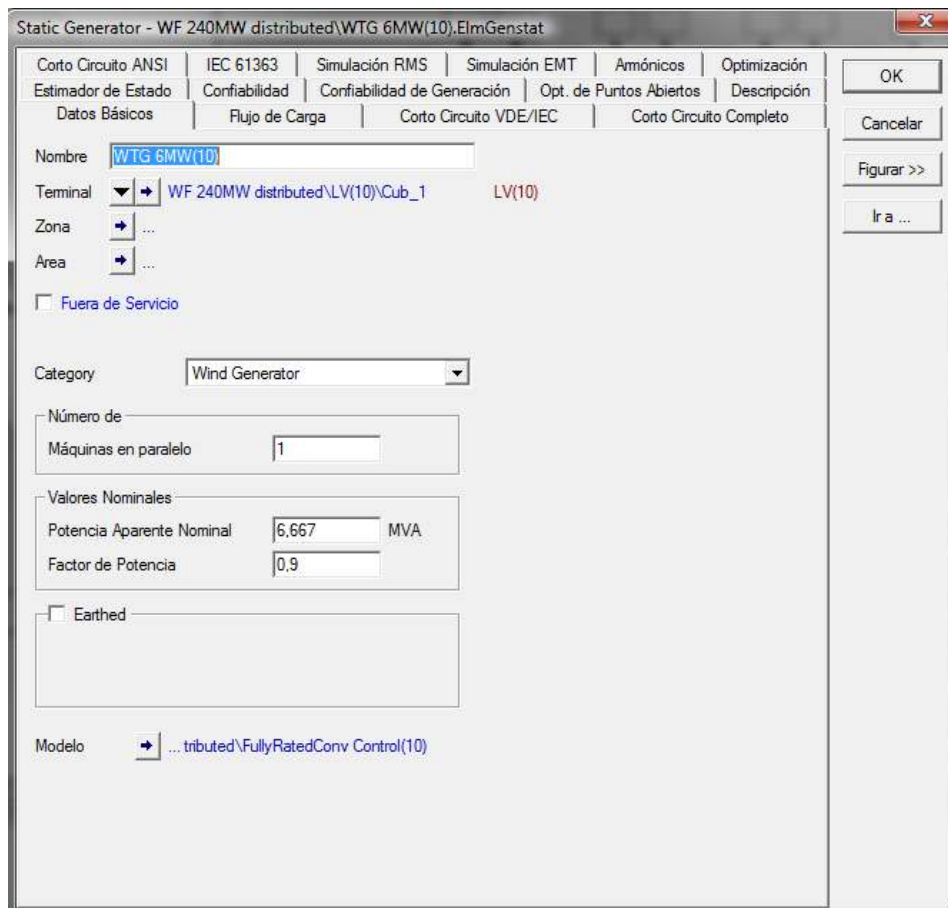 Static Generator - WF 240MW distributed\WTG 6MW(10).ElmGenstat
Corto Circuito ANSI IEC 61363 Simulación RMS Simulación EMT Armónicos Optimización
Estimador de Estado Confiabilidad Confiabilidad de Generación Opt. de Puntos Abiertos Descripción
Datos Básicos Flujo de Carga Corto Circuito VDE/IEC Corto Circuito Completo
OK
Cancelar
Figurar >>
Ir a ...
Nombre WTG 6MW(10)
Terminal WF 240MW distributed\LV(10)\Cub_1 LV(10)
Zona ...
Area ...
Fuera de Servicio
Category Wind Generator
Número de
Máquinas en paralelo 1
Valores Nominales
Potencia Aparente Nominal 6,667 MVA
Factor de Potencia 0,9
Earthed
Modelo ... tributed\FullyRatedConv Control(10)